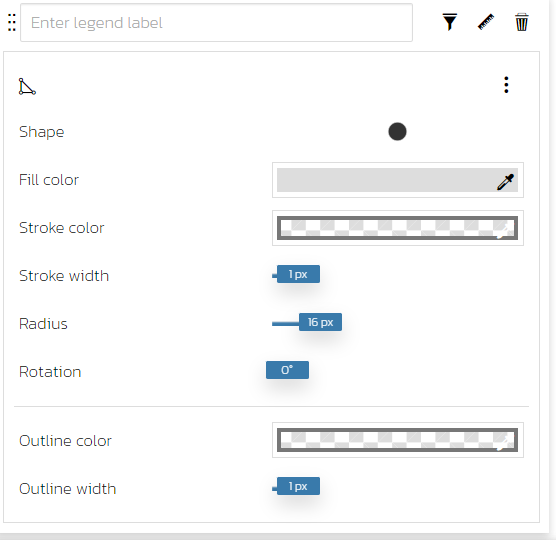 Enter legend label
Shape
Fill color
Stroke color
Stroke width
1 px
Radius
16 px
Rotation
0°
Outline color
Outline width
1 px